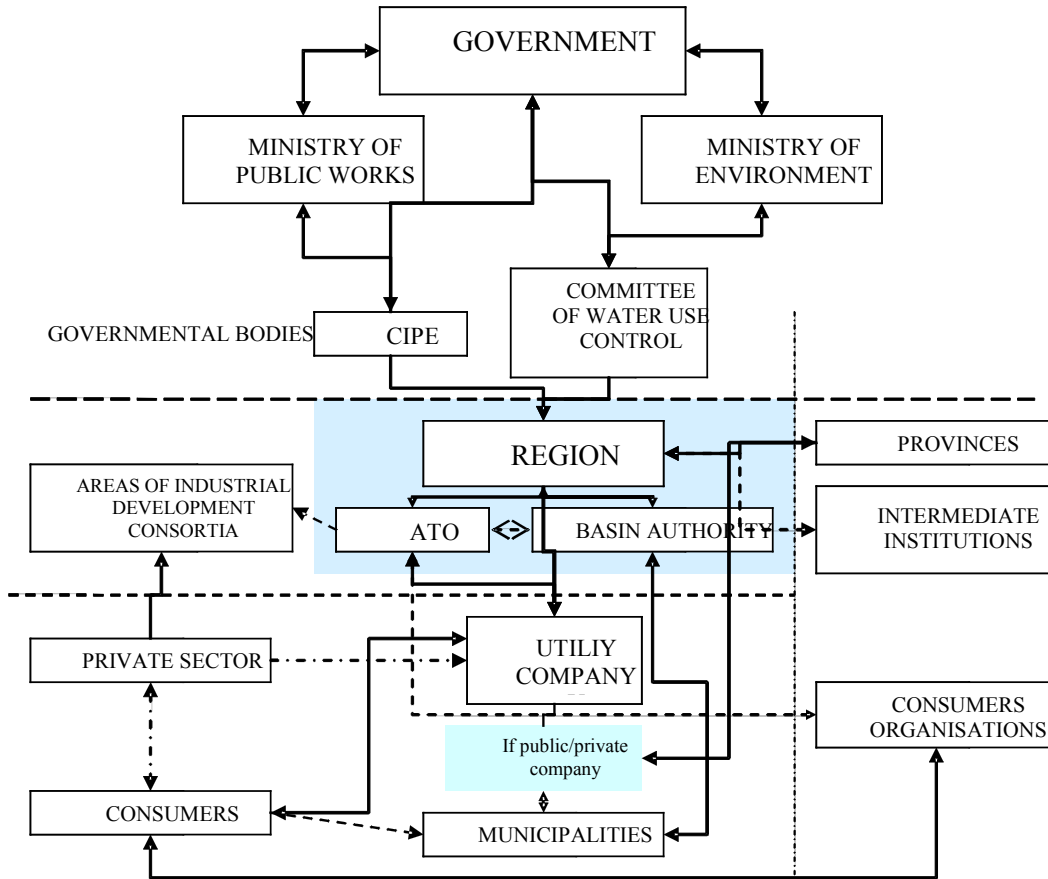 GOVERNMENT
MINISTRY OF
PUBLIC WORKS
MINISTRY OF
ENVIRONMENT
COMMITTEE
OF WATER USE
CONTROL
GOVERNMENTAL BODIES
CIPE
REGION
PROVINCES
AREAS OF INDUSTRIAL
DEVELOPMENT
CONSORTIA
ATO
BASIN AUTHORITY
INTERMEDIATE
INSTITUTIONS
PRIVATE SECTOR
UTILIY
COMPANY
CONSUMERS
ORGANISATIONS
If public/private
company
CONSUMERS
MUNICIPALITIES